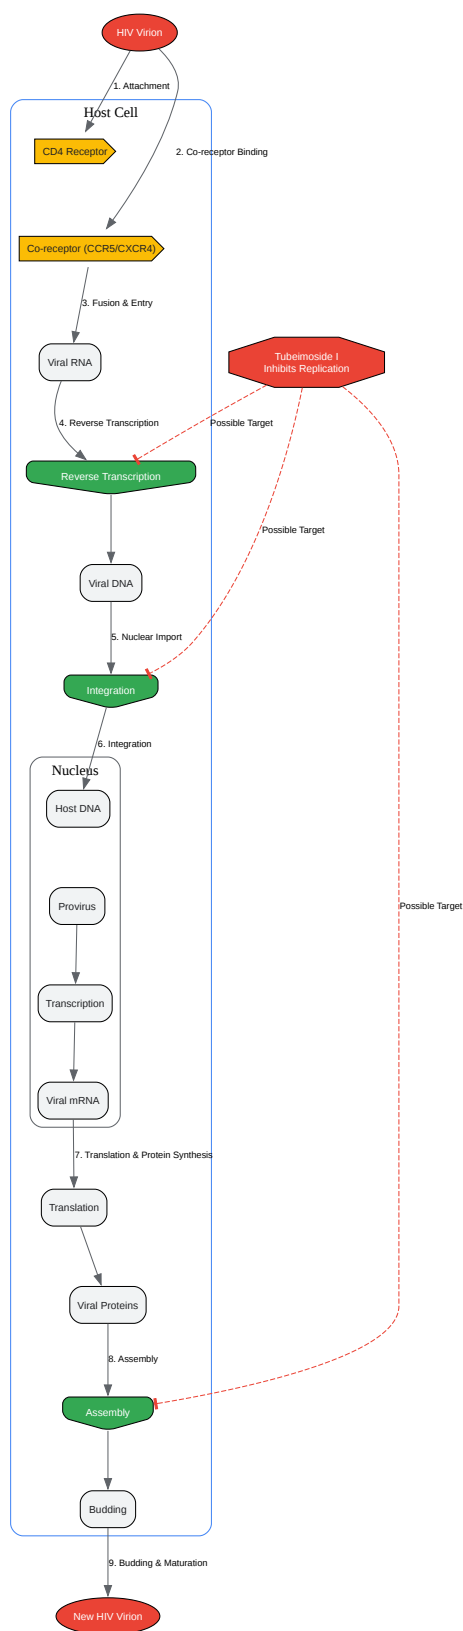 HIV Virion
1. Attachment
Host Cell
CD4 Receptor
2. Co-receptor Binding
Co-receptor (CCR5/CXCR4)
3. Fusion & Entry
Viral RNA
Tubeimoside I
Inhibits Replication
4. Reverse Transcription
Possible Target
Reverse Transcription
Possible Target
Viral DNA
5. Nuclear Import
Integration
6. Integration
Nucleus
Host DNA
Provirus
Possible Target
Transcription
Viral mRNA
7. Translation & Protein Synthesis
Translation
Viral Proteins
8. Assembly
Assembly
Budding
9. Budding & Maturation
New HIV Virion